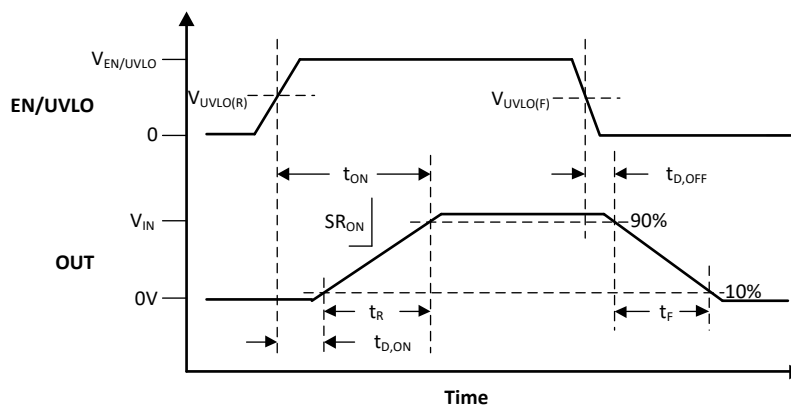 V_EN/UVLO
V_UVLO(R)
V_UVLO(F)
EN/UVLO
0
t_ON
t_D,OFF
V_IN
SR_ON
90%
OUT
0V
10%
t_R
t_F
t_D,ON
Time